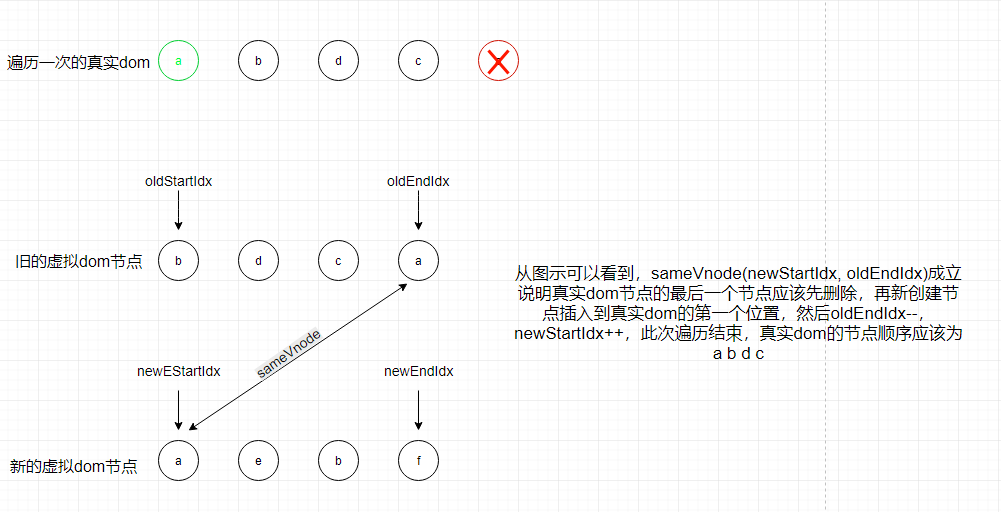 遍历一次的真实dom
a
b
d
c
oldStartIdx
oldEndIdx
旧的虚拟dom节点
b
d
c
a
从图示可以看到，sameVnode(newStartIdx, oldEndIdx)成立
说明真实dom节点的最后一个节点应该先删除，再新创建节
点插入到真实dom的第一个位置，然后oldEndIdx--，
newStartIdx++，此次遍历结束，真实dom的节点顺序应该为
a b d c
sameVnode
newEStartIdx
newEndIdx
新的虚拟dom节点
a
e
b
f